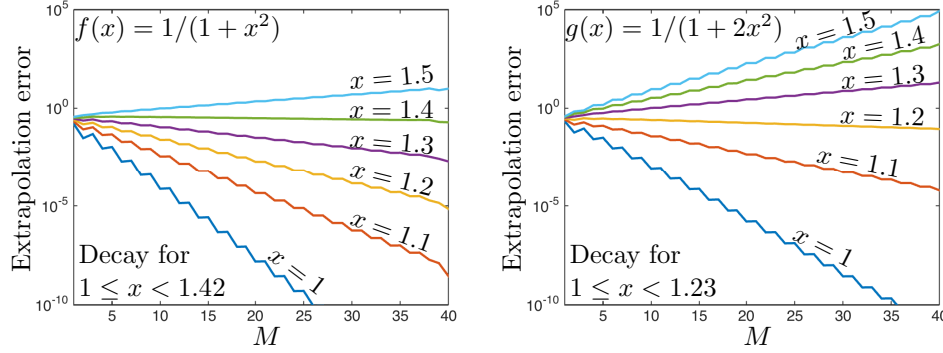 f(x) = 1/(1 + x²)
Extrapolation error
10⁵
10⁰
10⁻⁵
10⁻¹⁰
x = 1.5
x = 1.4
x = 1.3
x = 1.2
x = 1.1
x = 1
Decay for
1 ≤ x < 1.42
5 10 15 20 25 30 35 40
M
g(x) = 1/(1 + 2x²)
Extrapolation error
10⁵
10⁰
10⁻⁵
10⁻¹⁰
x = 1.5
x = 1.4
x = 1.3
x = 1.2
x = 1.1
x = 1
Decay for
1 ≤ x < 1.23
5 10 15 20 25 30 35 40
M